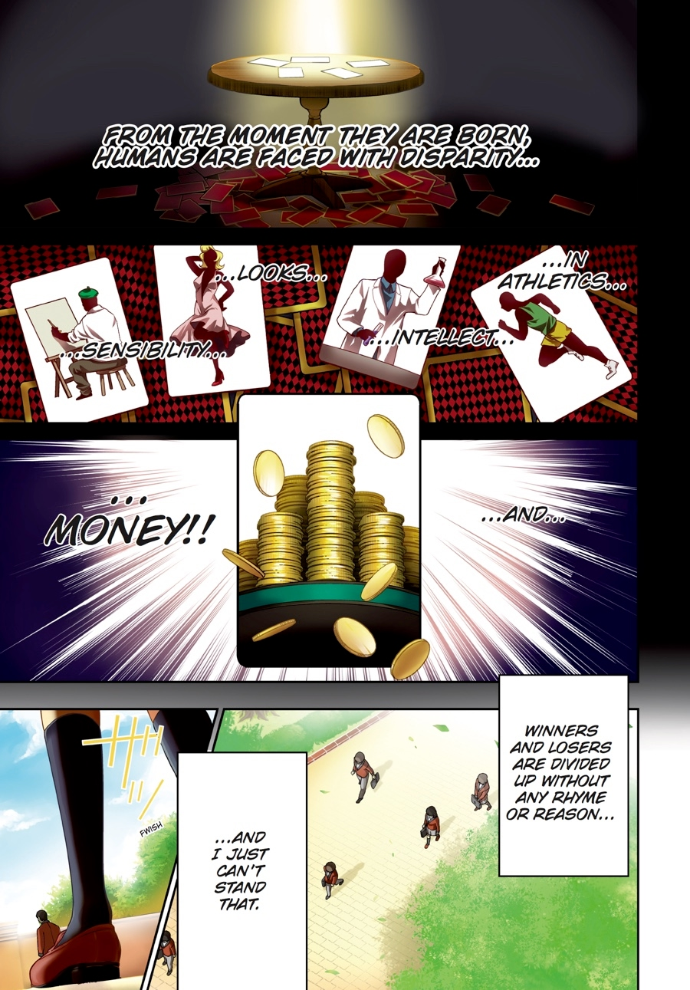 FROM THE MOMENT THEY ARE BORN,
HUMANS ARE FACED WITH DISPARITY...
...IN
ATHLETICS...
...INTELLECT...
...LOOKS...
...SENSIBILITY...
...AND...
...
MONEY!!
WINNERS
AND LOSERS
ARE DIVIDED
UP WITHOUT
ANY RHYME
OR REASON...
...AND
I JUST
CAN'T
STAND
THAT.
FWISH